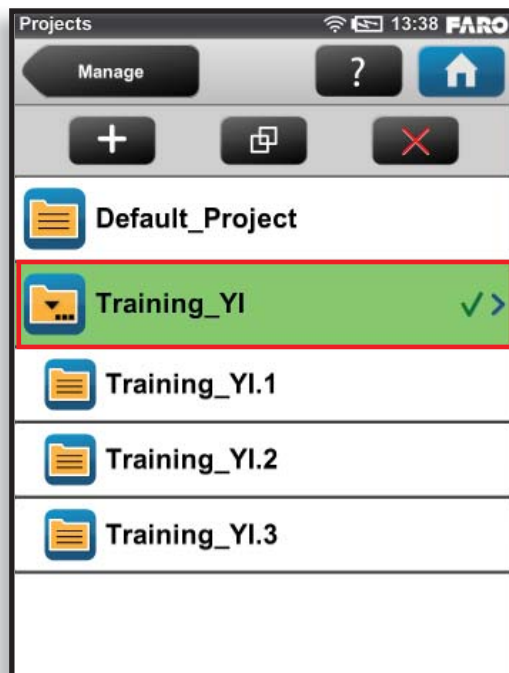 Projects 13:38 FARO
Manage ?
Default_Project
Training_YI
Training_YI.1
Training_YI.2
Training_YI.3